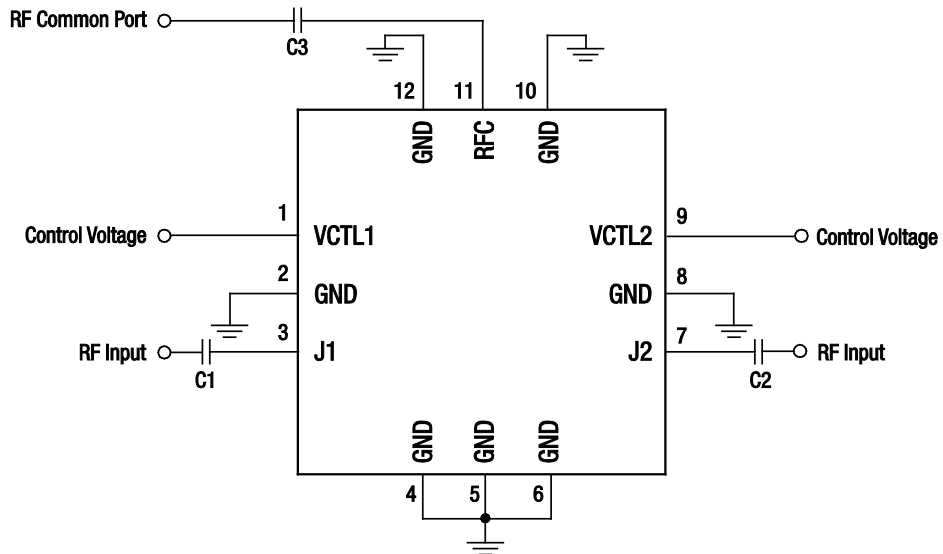 RF Common Port
C3
12
11
10
GND
RFC
GND
1
9
Control Voltage
VCTL1
VCTL2
Control Voltage
2
8
GND
GND
3
7
RF Input
J1
J2
RF Input
C1
C2
GND
GND
GND
4
5
6